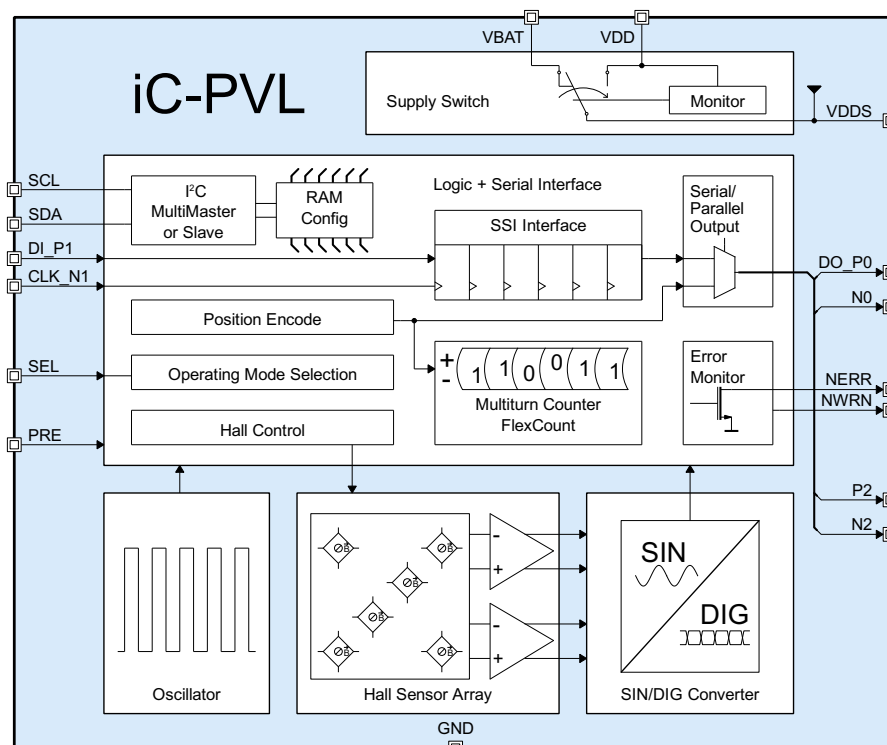 VBAT
VDD
iC-PVL
Supply Switch
Monitor
VDDS
SCL
SDA
DI_P1
CLK_N1
SEL
PRE
I²C
MultiMaster
or Slave
RAM
Config
Logic + Serial Interface
SSI Interface
Serial/
Parallel
Output
DO_P0
N0
Position Encode
Operating Mode Selection
Hall Control
+
-
1 1 0 0 1 1
Multiturn Counter
FlexCount
Error
Monitor
NERR
NWRN
P2
N2
Oscillator
B
B
B
B
B
B
-
+
-
+
Hall Sensor Array
SIN
DIG
SIN/DIG Converter
GND